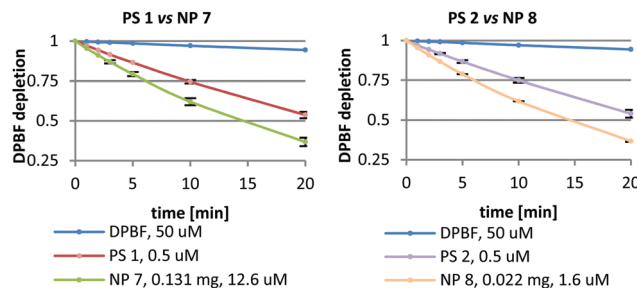 PS 1 vs NP 7
DPBF depletion
1
0.75
0.5
0.25
0
5
10
15
20
time [min]
DPBF, 50 uM
PS 1, 0.5 uM
NP 7, 0.131 mg, 12.6 uM
PS 2 vs NP 8
DPBF depletion
1
0.75
0.5
0.25
0
5
10
15
20
time [min]
DPBF, 50 uM
PS 2, 0.5 uM
NP 8, 0.022 mg, 1.6 uM